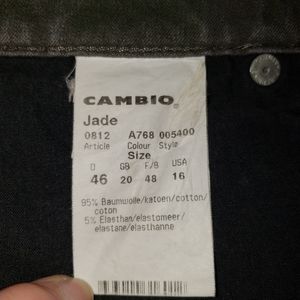 CAMBIO
Jade
0812 A768 005400
Article Colour Style
Size
D GB F/B USA
46 20 48 16
95% Baumwolle/katoen/cotton/
coton
5% Elasthan/elastomeer/
elastane/elasthanne